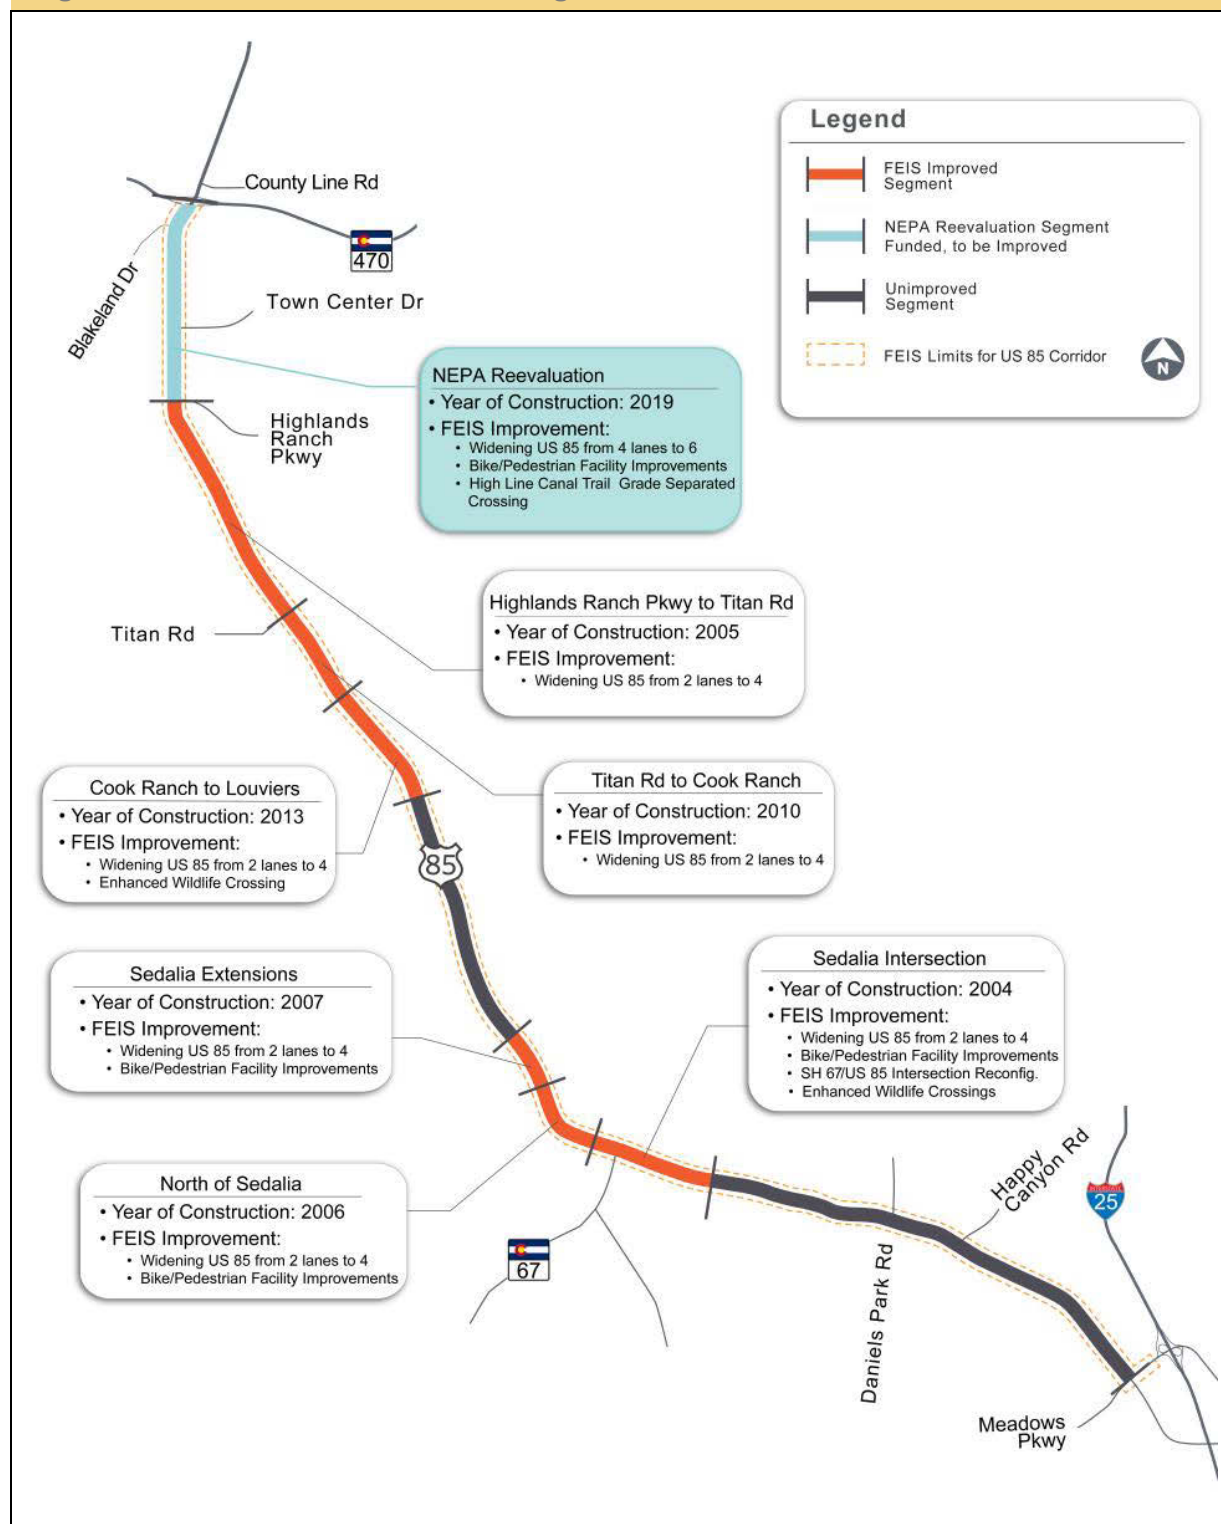 County Line Rd
470
Blakeland Dr
Town Center Dr
Highlands
Ranch
Pkwy
Legend
FEIS Improved
Segment
NEPA Reevaluation Segment
Funded, to be Improved
Unimproved
Segment
FEIS Limits for US 85 Corridor
N
NEPA Reevaluation
• Year of Construction: 2019
• FEIS Improvement:
• Widening US 85 from 4 lanes to 6
• Bike/Pedestrian Facility Improvements
• High Line Canal Trail Grade Separated
Crossing
Titan Rd
Highlands Ranch Pkwy to Titan Rd
• Year of Construction: 2005
• FEIS Improvement:
• Widening US 85 from 2 lanes to 4
Cook Ranch to Louviers
• Year of Construction: 2013
• FEIS Improvement:
• Widening US 85 from 2 lanes to 4
• Enhanced Wildlife Crossing
85
Titan Rd to Cook Ranch
• Year of Construction: 2010
• FEIS Improvement:
• Widening US 85 from 2 lanes to 4
Sedalia Extensions
• Year of Construction: 2007
• FEIS Improvement:
• Widening US 85 from 2 lanes to 4
• Bike/Pedestrian Facility Improvements
Sedalia Intersection
• Year of Construction: 2004
• FEIS Improvement:
• Widening US 85 from 2 lanes to 4
• Bike/Pedestrian Facility Improvements
• SH 67/US 85 Intersection Reconfig.
• Enhanced Wildlife Crossings
North of Sedalia
• Year of Construction: 2006
• FEIS Improvement:
• Widening US 85 from 2 lanes to 4
• Bike/Pedestrian Facility Improvements
67
Daniels Park Rd
Happy
Canyon Rd
25
Meadows
Pkwy